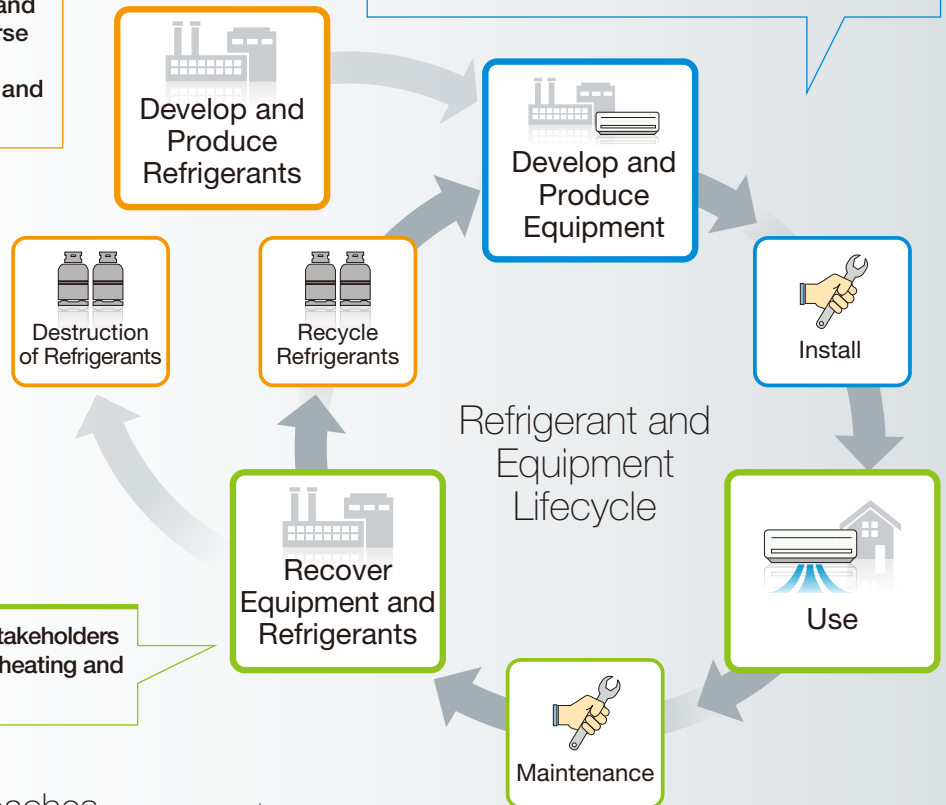 and
rse
and
Develop and
Produce
Refrigerants
Develop and
Produce
Equipment
Destruction
of Refrigerants
Recycle
Refrigerants
Install
Refrigerant and
Equipment
Lifecycle
Recover
Equipment and
Refrigerants
Use
takeholders
heating and
Maintenance